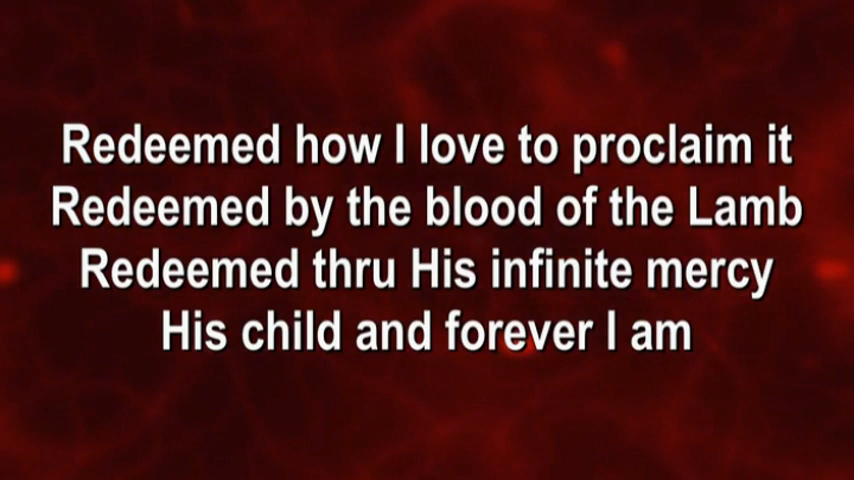 Redeemed how I love to proclaim it
Redeemed by the blood of the Lamb
Redeemed thru His infinite mercy
His child and forever I am